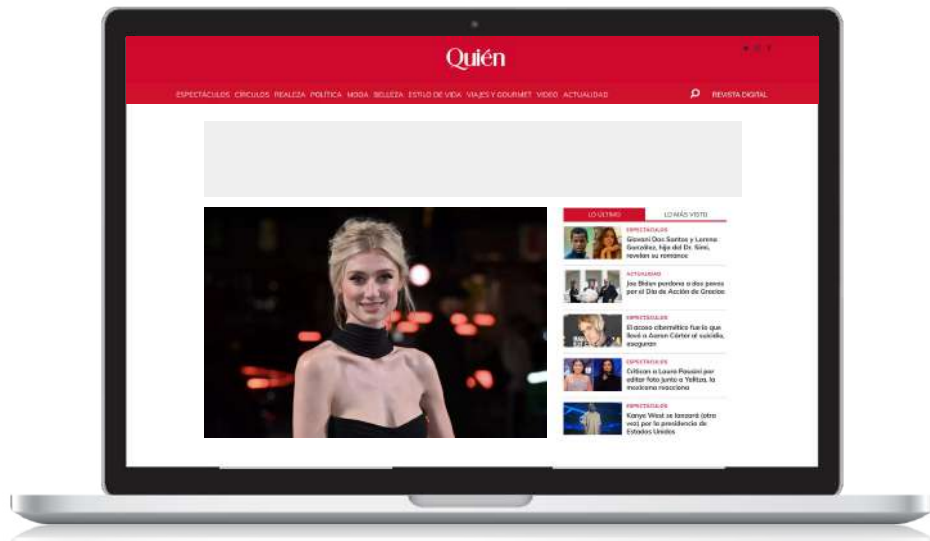 Quién
ESPECTÁCULOS CÍRCULOS REALEZA POLÍTICA MODA BELLEZA ESTILO DE VIDA VIAJES Y GOURMET VIDEO ACTUALIDAD
REVISTA DIGITAL
LO ÚLTIMO LO MÁS VISTO
ESPECTÁCULOS
Giovani Dos Santos y Lorena
González, hija del Dr. Simi,
revelan su romance
ACTUALIDAD
Joe Biden perdona a dos pavos
por el Día de Acción de Gracias
ESPECTÁCULOS
El acoso cibernético fue lo que
llevó a Aaron Carter al suicidio,
aseguran
ESPECTÁCULOS
Critican a Laura Pausini por
editar foto junto a Yalitza, la
mexicana reacciona
ESPECTÁCULOS
Kanye West se lanzará (otra
vez) por la presidencia de
Estados Unidos